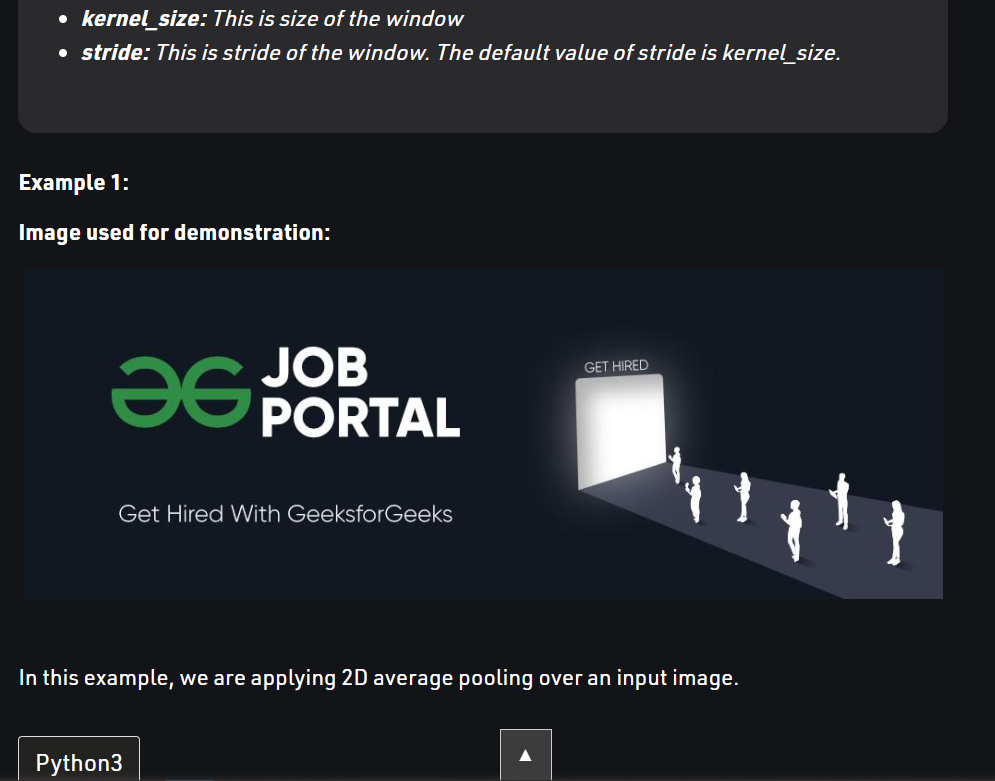 kernel_size: This is size of the window
stride: This is stride of the window. The default value of stride is kernel_size.
Example 1:
Image used for demonstration:
JOB
PORTAL
Get Hired With GeeksforGeeks
GET HIRED
In this example, we are applying 2D average pooling over an input image.
Python3